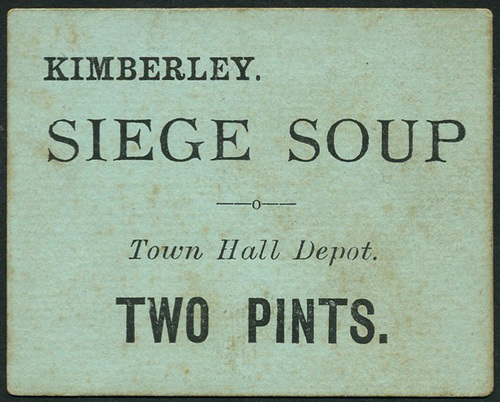 KIMBERLEY.
SIEGE SOUP
——o——
Town Hall Depot.
TWO PINTS.